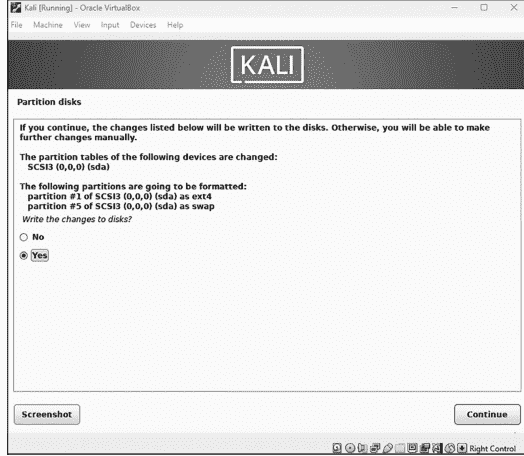 Kali [Running] - Oracle VirtualBox
File Machine View Input Devices Help
KALI
Partition disks
If you continue, the changes listed below will be written to the disks. Otherwise, you will be able to make
further changes manually.
The partition tables of the following devices are changed:
SCSI3 (0,0,0) (sda)
The following partitions are going to be formatted:
partition #1 of SCSI3 (0,0,0) (sda) as ext4
partition #5 of SCSI3 (0,0,0) (sda) as swap
Write the changes to disks?
No
Yes
Screenshot Continue
Right Control